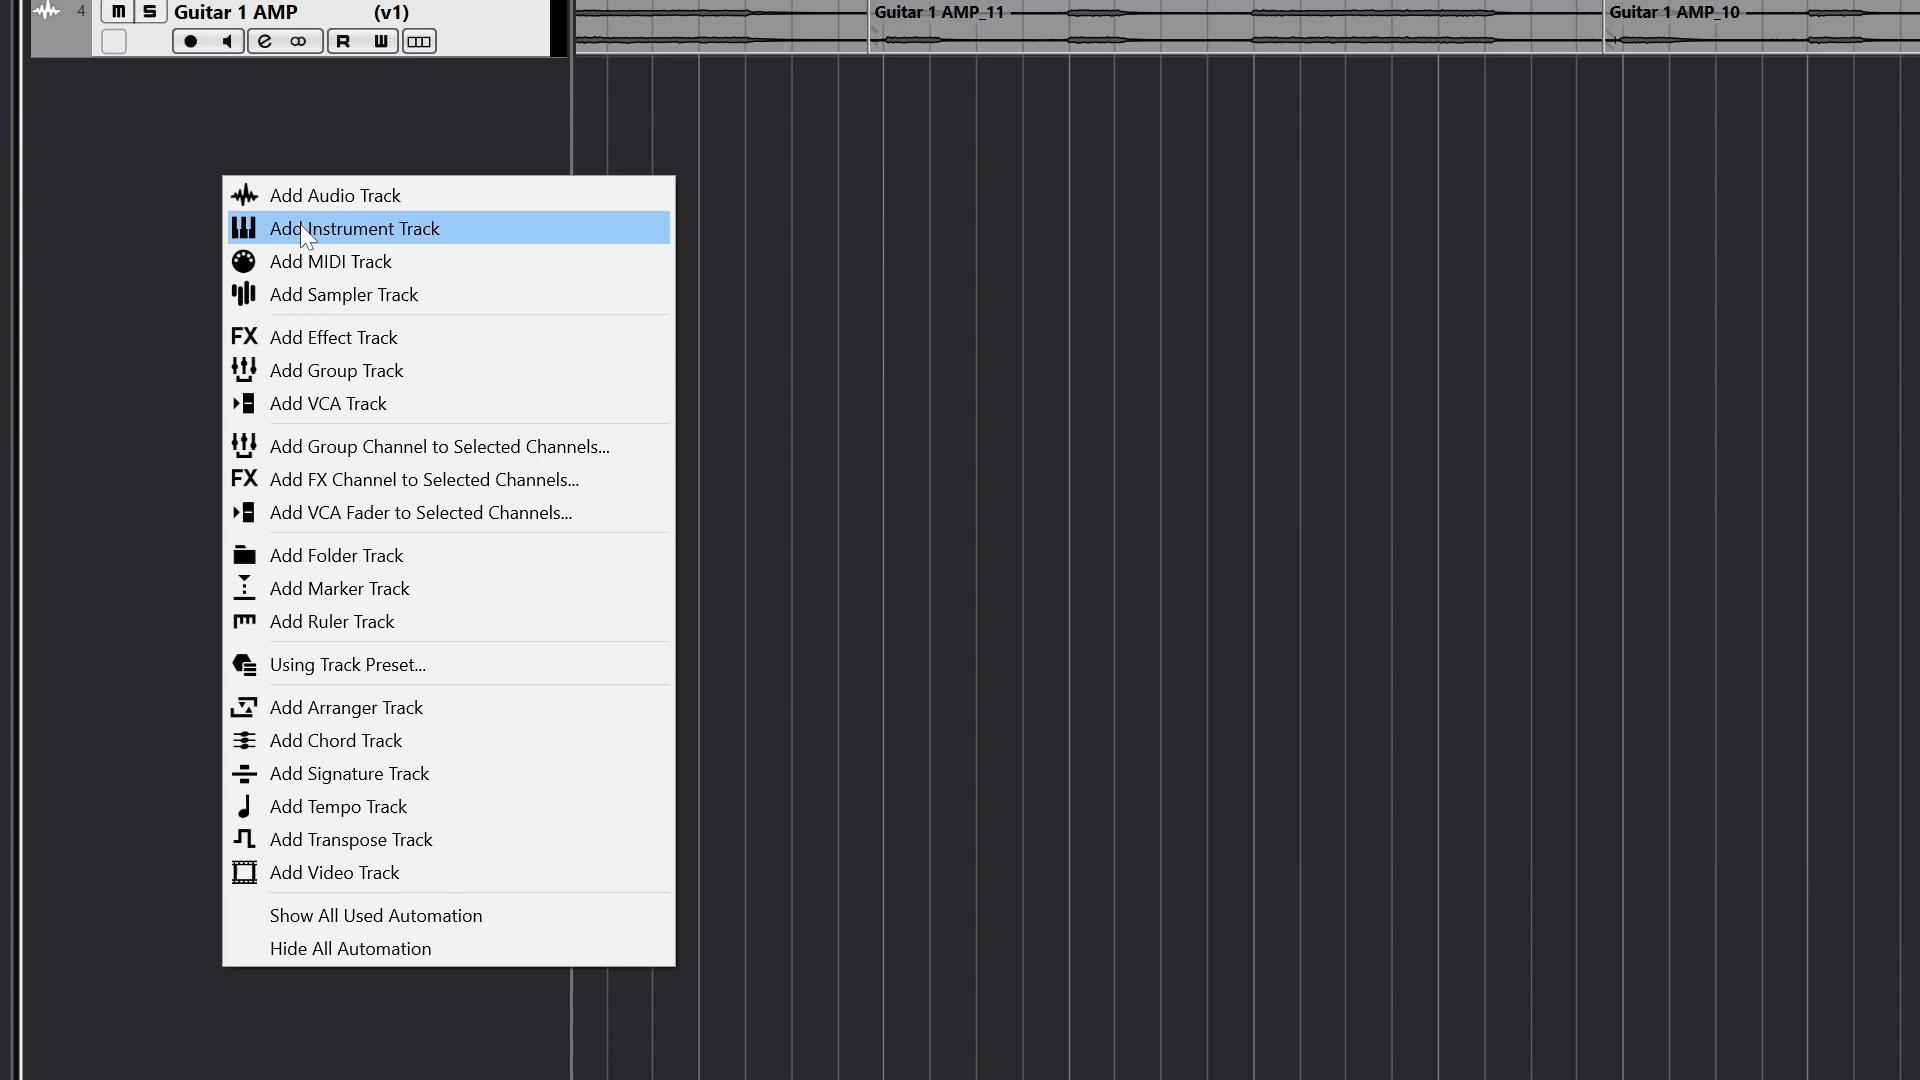 4 m S Guitar 1 AMP (v1)
e R W
Guitar 1 AMP_11
Guitar 1 AMP_10
Add Audio Track
Add Instrument Track
Add MIDI Track
Add Sampler Track
FX Add Effect Track
Add Group Track
Add VCA Track
Add Group Channel to Selected Channels...
FX Add FX Channel to Selected Channels...
Add VCA Fader to Selected Channels...
Add Folder Track
Add Marker Track
Add Ruler Track
Using Track Preset...
Add Arranger Track
Add Chord Track
Add Signature Track
Add Tempo Track
Add Transpose Track
Add Video Track
Show All Used Automation
Hide All Automation